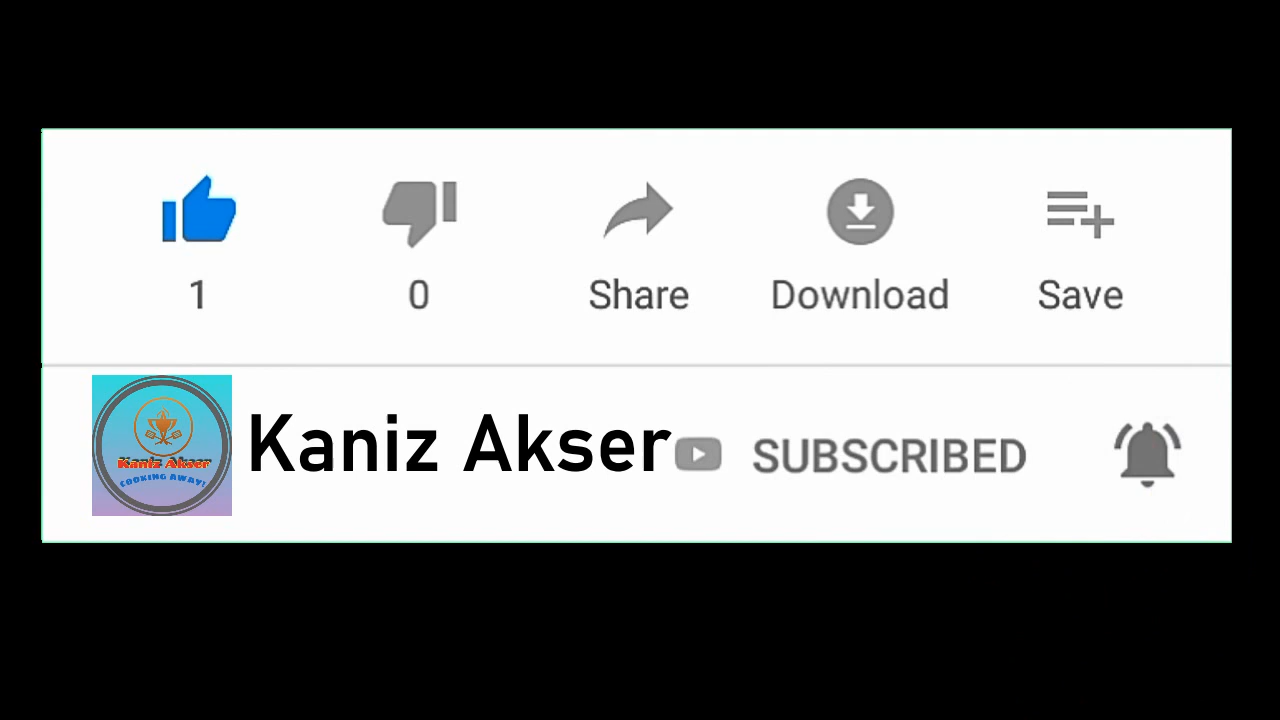 1 0 Share Download Save
Kaniz Akser
COOKING AWAY!
Kaniz Akser SUBSCRIBED